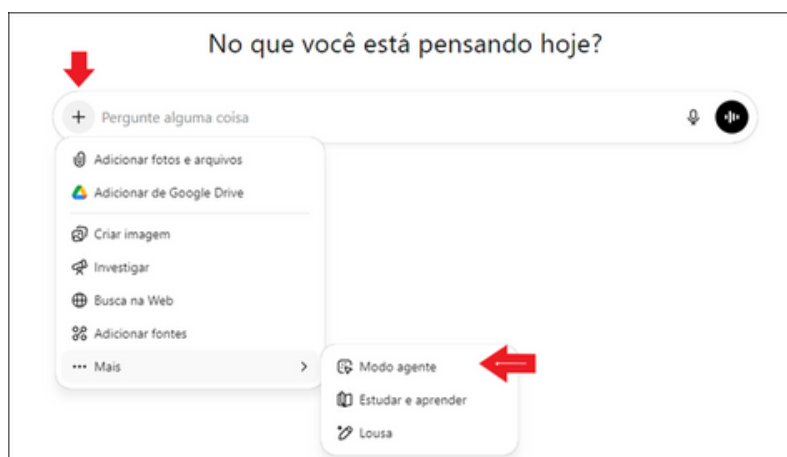 No que você está pensando hoje?
Pergunte alguma coisa
Adicionar fotos e arquivos
Adicionar de Google Drive
Criar imagem
Investigar
Busca na Web
Adicionar fontes
Mais
Modo agente
Estudar e aprender
Lousa